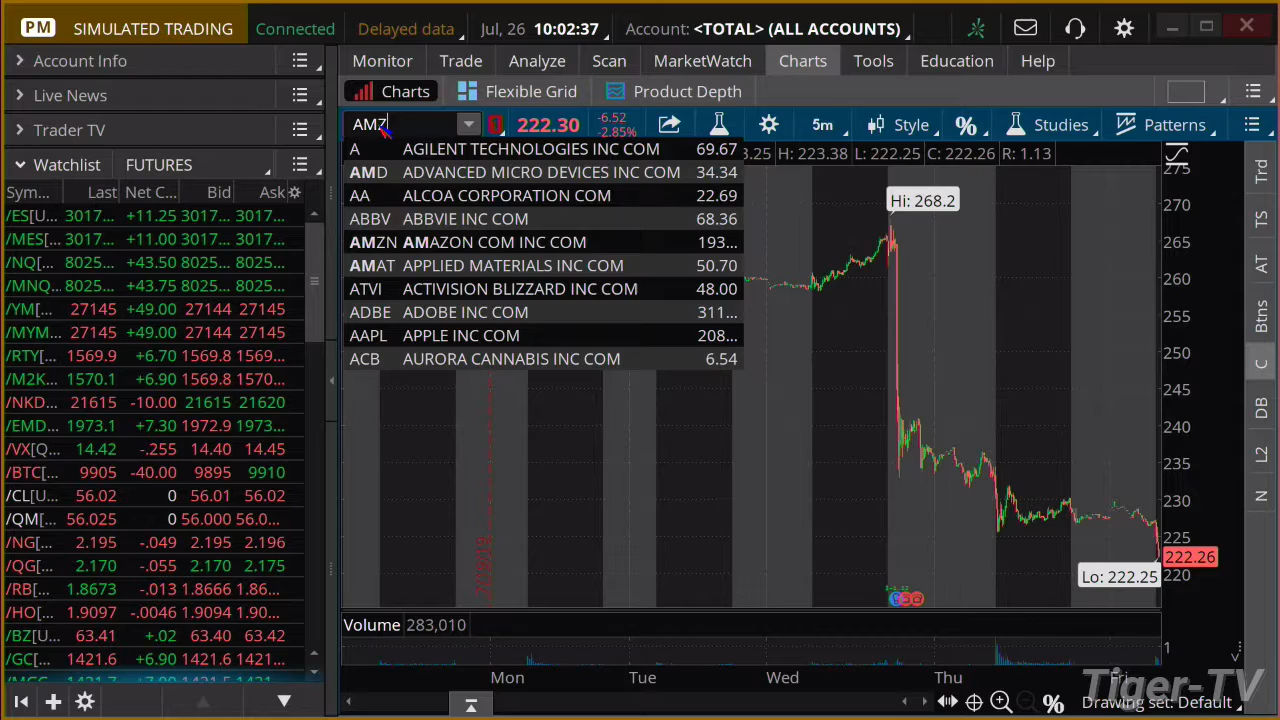 PM SIMULATED TRADING Connected Delayed data Jul, 26 10:02:37 Account: <TOTAL> (ALL ACCOUNTS)
Account Info
Live News
Trader TV
Watchlist FUTURES
Sym... Last Net C... Bid Ask
/ES[U... 3017... +11.25 3017... 3017...
/MES[... 3017... +11.00 3017... 3017...
/NQ[... 8025... +43.50 8025... 8025...
/MNQ... 8025... +43.75 8025... 8025...
/YM[... 27145 +49.00 27144 27145
/MYM... 27145 +49.00 27144 27145
/RTY[... 1569.9 +6.70 1569.8 1569...
/M2K... 1570.1 +6.90 1569.8 1570...
/NKD... 21615 -10.00 21615 21620
/EMD... 1973.1 +7.30 1972.9 1973...
/VX[Q... 14.42 -.255 14.40 14.45
/BTC[... 9905 -40.00 9895 9910
/CL[U... 56.02 0 56.01 56.02
/QM[... 56.025 0 56.000 56.0...
/NG[... 2.195 -.049 2.195 2.196
/QG[... 2.170 -.055 2.165 2.175
/RB[... 1.8673 -.013 1.8666 1.86...
/HO[... 1.9097 -.0046 1.9094 1.90...
/BZ[U... 63.41 +.02 63.40 63.42
/GC[... 1421.6 +6.90 1421.6 1421...
Monitor Trade Analyze Scan MarketWatch Charts Tools Education Help
Charts Flexible Grid Product Depth
AMZ 222.30 -6.52 -2.85% 5m Style % Studies Patterns
A AGILENT TECHNOLOGIES INC COM 69.67
AMD ADVANCED MICRO DEVICES INC COM 34.34
AA ALCOA CORPORATION COM 22.69
ABBV ABBVIE INC COM 68.36
AMZN AMAZON COM INC COM 193...
AMAT APPLIED MATERIALS INC COM 50.70
ATVI ACTIVISION BLIZZARD INC COM 48.00
ADBE ADOBE INC COM 311...
AAPL APPLE INC COM 208...
ACB AURORA CANNABIS INC COM 6.54
3.25 H: 223.38 L: 222.25 C: 222.26 R: 1.13
Hi: 268.2
275
270
265
260
255
250
245
240
235
230
225
222.26
220
Lo: 222.25
Volume 283,010
1
Mon Tue Wed Thu Fri
Drawing set: Default
Trd
TS
AT
Btns
C
DB
L2
N
Tiger-TV